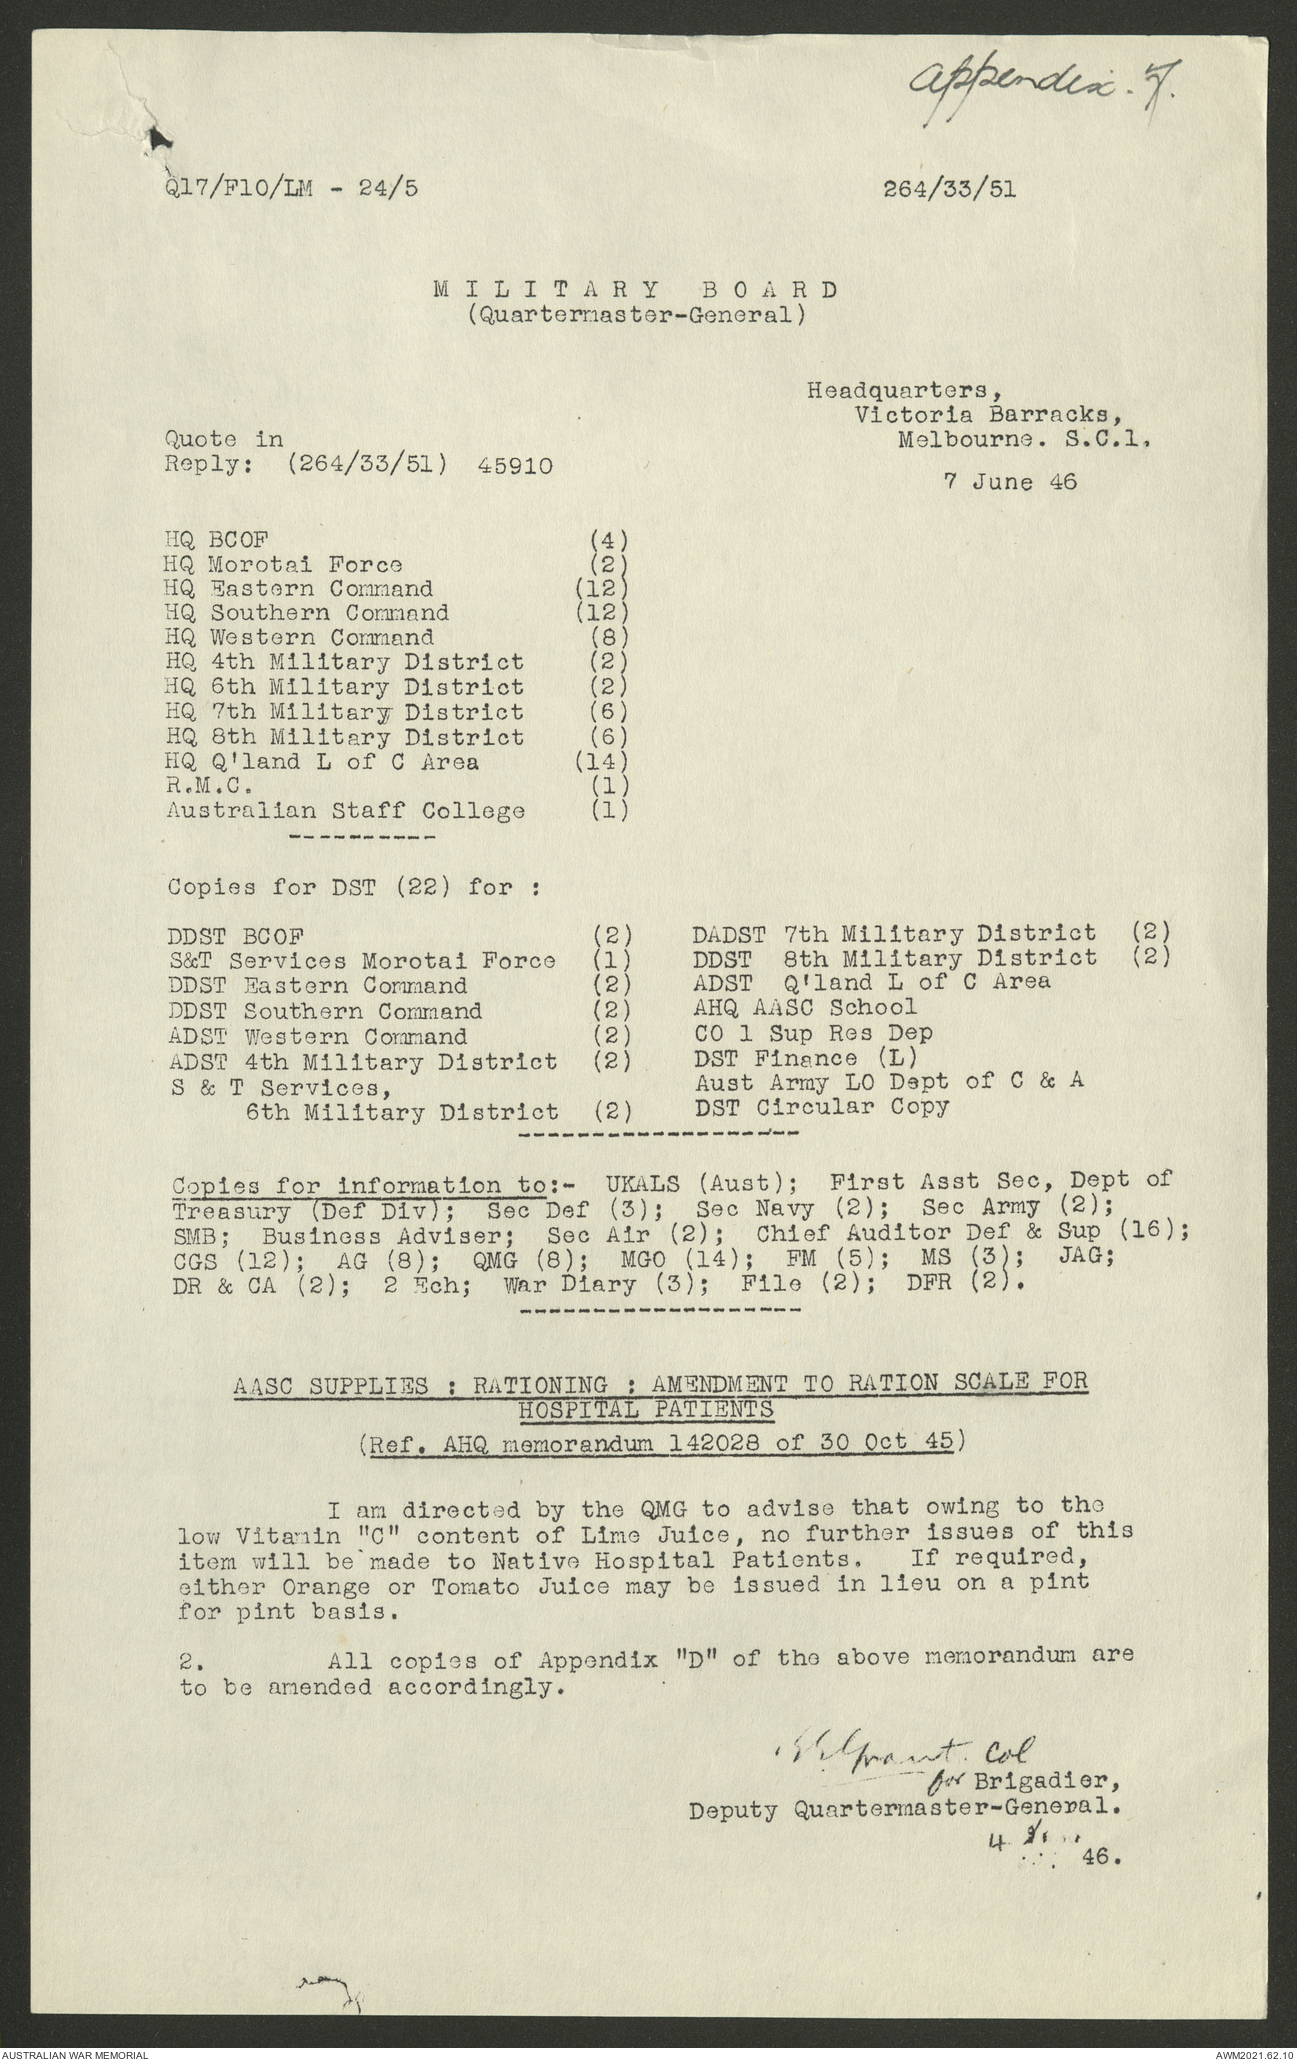 appendix. 7.
Q17/F10/LM - 24/5 264/33/51
MILITARY BOARD
(Quartermaster-General)
Headquarters,
Victoria Barracks,
Melbourne. S.C.1.
Quote in
Reply: (264/33/51) 45910
7 June 46
HQ BCOF (4)
HQ Morotai Force (2)
HQ Eastern Command (12)
HQ Southern Command (12)
HQ Western Command (8)
HQ 4th Military District (2)
HQ 6th Military District (2)
HQ 7th Military District (6)
HQ 8th Military District (6)
HQ Q'land L of C Area (14)
R.M.C. (1)
Australian Staff College (1)
----------
Copies for DST (22) for :
DDST BCOF (2) DADST 7th Military District (2)
S&T Services Morotai Force (1) DDST 8th Military District (2)
DDST Eastern Command (2) ADST Q'land L of C Area
DDST Southern Command (2) AHQ AASC School
ADST Western Command (2) CO 1 Sup Res Dep
ADST 4th Military District (2) DST Finance (L)
S & T Services, Aust Army LO Dept of C & A
6th Military District (2) DST Circular Copy
-------------------
Copies for information to:- UKALS (Aust); First Asst Sec, Dept of
Treasury (Def Div); Sec Def (3); Sec Navy (2); Sec Army (2);
SMB; Business Adviser; Sec Air (2); Chief Auditor Def & Sup (16);
CGS (12); AG (8); QMG (8); MGO (14); FM (5); MS (3); JAG;
DR & CA (2); 2 Ech; War Diary (3); File (2); DFR (2).
-------------------
AASC SUPPLIES : RATIONING : AMENDMENT TO RATION SCALE FOR
HOSPITAL PATIENTS
(Ref. AHQ memorandum 142028 of 30 Oct 45)
I am directed by the QMG to advise that owing to the
low Vitamin "C" content of Lime Juice, no further issues of this
item will be made to Native Hospital Patients. If required,
either Orange or Tomato Juice may be issued in lieu on a pint
for pint basis.
2. All copies of Appendix "D" of the above memorandum are
to be amended accordingly.
Grant. Col
for Brigadier,
Deputy Quartermaster-General.
4
46.
AUSTRALIAN WAR MEMORIAL AWM2021.62.10